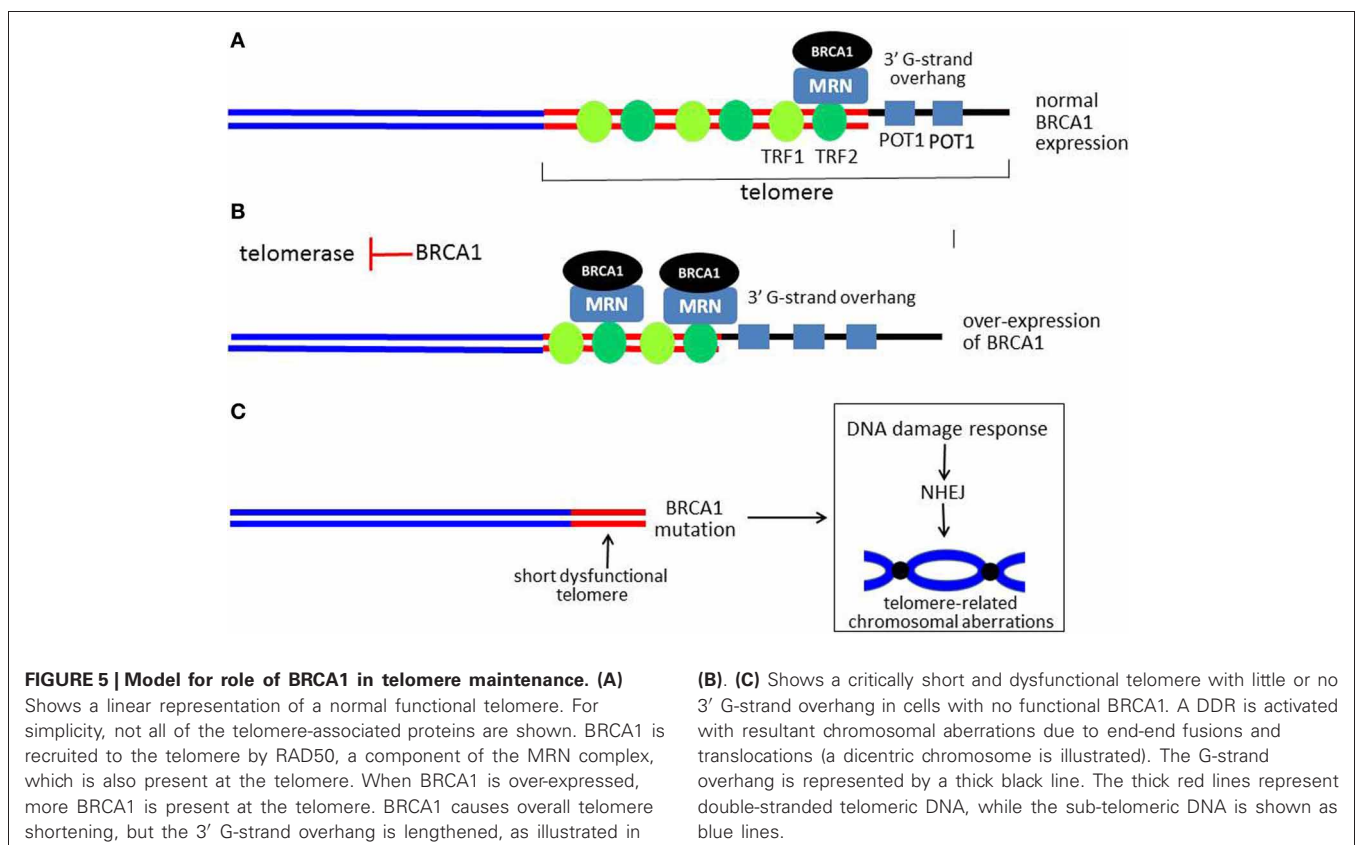 A
BRCA1
MRN
3′ G-strand
overhang
normal
BRCA1
expression
POT1 POT1
TRF1 TRF2
telomere
B
telomerase BRCA1
BRCA1 BRCA1
MRN MRN
3′ G-strand overhang
over-expression
of BRCA1
C
DNA damage response
NHEJ
BRCA1
mutation
short dysfunctional
telomere
telomere-related
chromosomal aberrations
FIGURE 5 | Model for role of BRCA1 in telomere maintenance. (A)
Shows a linear representation of a normal functional telomere. For
simplicity, not all of the telomere-associated proteins are shown. BRCA1 is
recruited to the telomere by RAD50, a component of the MRN complex,
which is also present at the telomere. When BRCA1 is over-expressed,
more BRCA1 is present at the telomere. BRCA1 causes overall telomere
shortening, but the 3′ G-strand overhang is lengthened, as illustrated in
(B). (C) Shows a critically short and dysfunctional telomere with little or no
3′ G-strand overhang in cells with no functional BRCA1. A DDR is activated
with resultant chromosomal aberrations due to end-end fusions and
translocations (a dicentric chromosome is illustrated). The G-strand
overhang is represented by a thick black line. The thick red lines represent
double-stranded telomeric DNA, while the sub-telomeric DNA is shown as
blue lines.